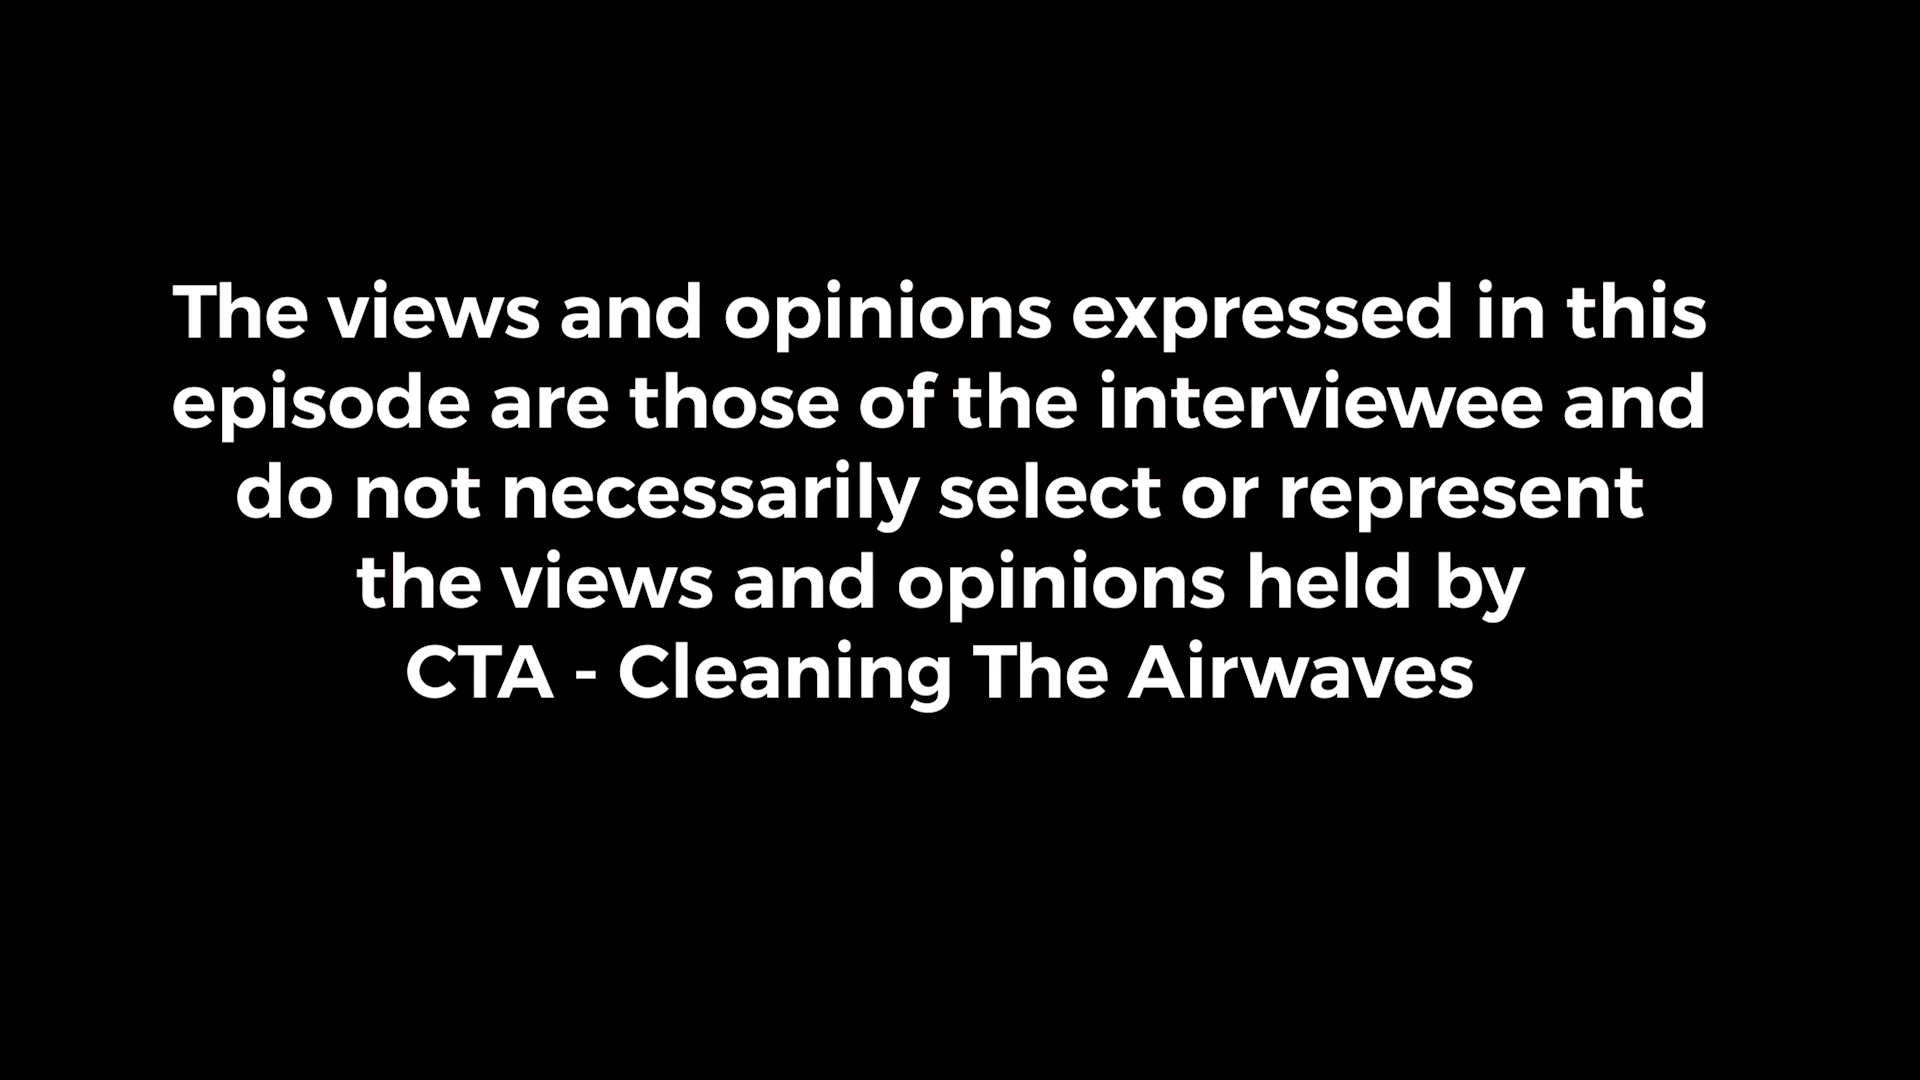 The views and opinions expressed in this
episode are those of the interviewee and
do not necessarily select or represent
the views and opinions held by
CTA - Cleaning The Airwaves